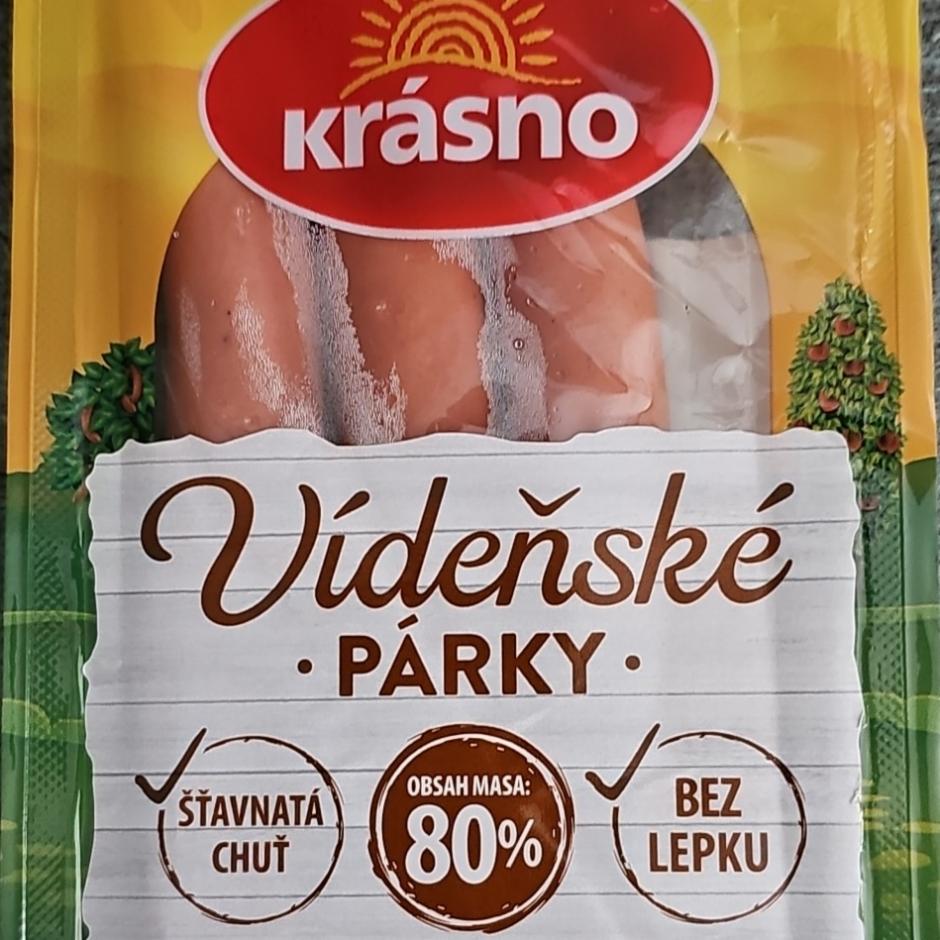 Krásno
Vídeňské
• PÁRKY •
ŠŤAVNATÁ
CHUŤ
OBSAH MASA:
80%
BEZ
LEPKU